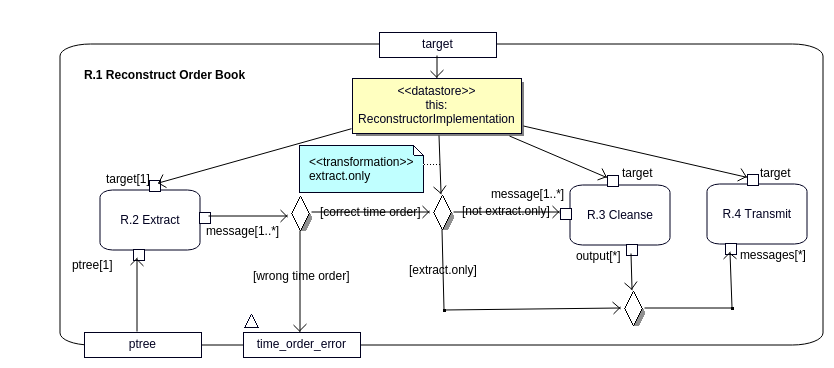 target
R.1 Reconstruct Order Book
<<datastore>>
this:
ReconstructorImplementation
<<transformation>>
extract.only
target[1]
target
target
message[1..*]
R.2 Extract
[correct time order]
[not extract.only]
R.3 Cleanse
R.4 Transmit
message[1..*]
ptree[1]
output[*]
messages[*]
[wrong time order]
[extract.only]
ptree
time_order_error